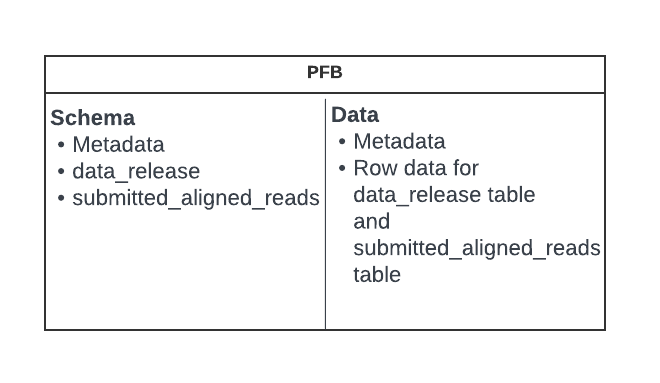 PFB
Schema
• Metadata
• data_release
• submitted_aligned_reads
Data
• Metadata
• Row data for
data_release table
and
submitted_aligned_reads
table